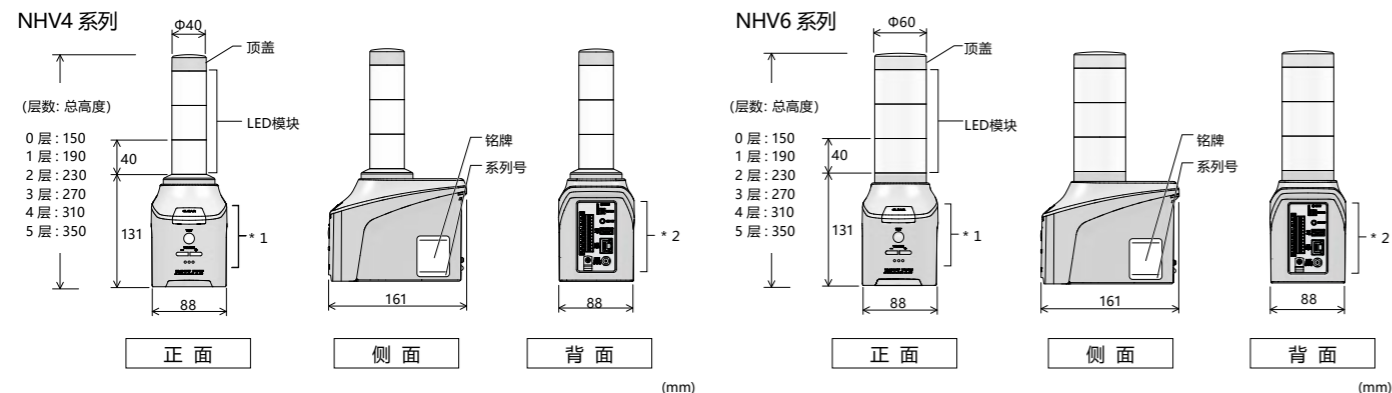 NHV4 系列
Φ40
顶盖
(层数: 总高度)
LED模块
0 层 : 150
1 层 : 190
2 层 : 230
3 层 : 270
4 层 : 310
5 层 : 350
40
131
* 1
88
铭牌
系列号
161
* 2
88
正 面
侧 面
背 面
(mm)
NHV6 系列
Φ60
顶盖
(层数: 总高度)
LED模块
0 层 : 150
1 层 : 190
2 层 : 230
3 层 : 270
4 层 : 310
5 层 : 350
40
131
* 1
88
铭牌
系列号
161
* 2
88
正 面
侧 面
背 面
(mm)